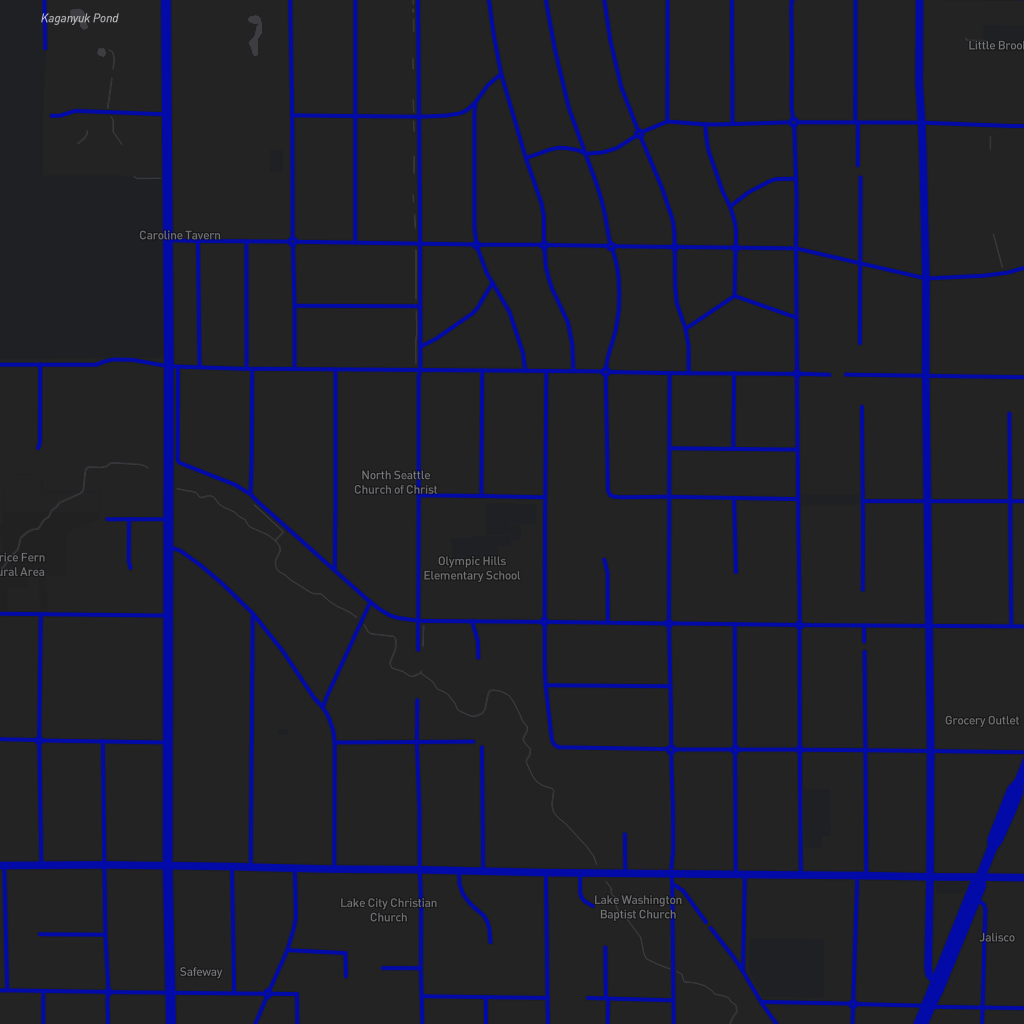 Kaganyuk Pond
Little Brook
Caroline Tavern
North Seattle
Church of Christ
Olympic Hills
Elementary School
rice Fern
ural Area
Grocery Outlet
Lake City Christian
Church
Lake Washington
Baptist Church
Jalisco
Safeway